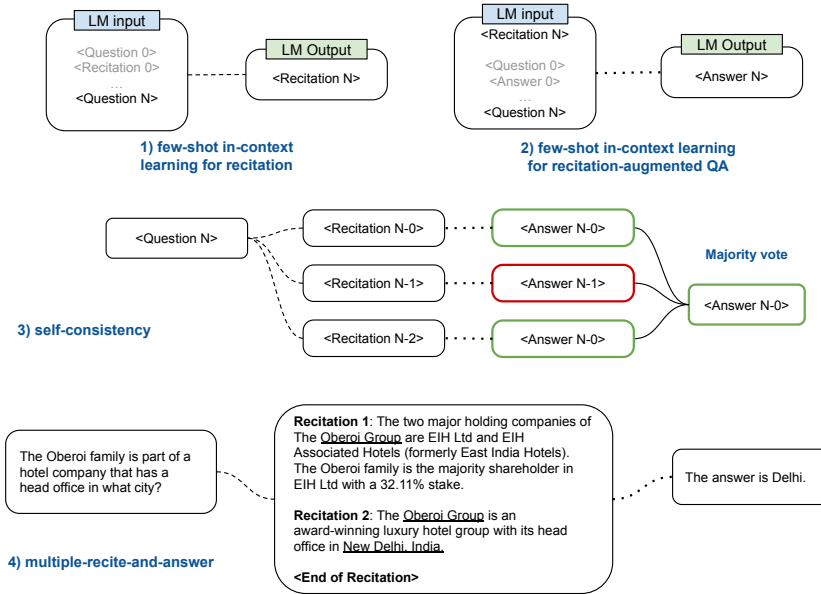 LM input
<Question 0>
<Recitation 0>
...
<Question N>
LM Output
<Recitation N>
1) few-shot in-context
learning for recitation
LM input
<Recitation N>
<Question 0>
<Answer 0>
...
<Question N>
LM Output
<Answer N>
2) few-shot in-context learning
for recitation-augmented QA
<Question N>
<Recitation N-0>
<Answer N-0>
<Recitation N-1>
<Answer N-1>
<Recitation N-2>
<Answer N-0>
Majority vote
<Answer N-0>
3) self-consistency
The Oberoi family is part of a
hotel company that has a
head office in what city?
Recitation 1: The two major holding companies of
The Oberoi Group are EIH Ltd and EIH
Associated Hotels (formerly East India Hotels).
The Oberoi family is the majority shareholder in
EIH Ltd with a 32.11% stake.
Recitation 2: The Oberoi Group is an
award-winning luxury hotel group with its head
office in New Delhi, India.
<End of Recitation>
The answer is Delhi.
4) multiple-recite-and-answer